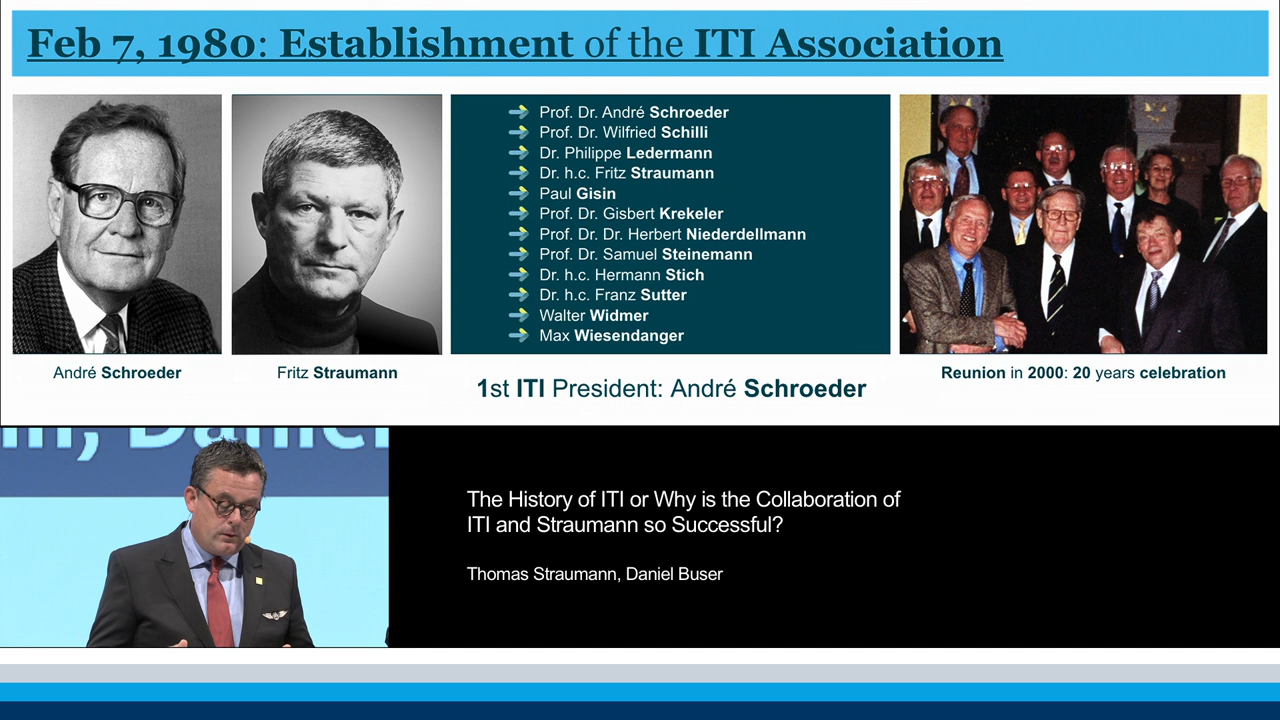 Feb 7, 1980: Establishment of the ITI Association
Prof. Dr. André Schroeder
Prof. Dr. Wilfried Schilli
Dr. Philippe Ledermann
Dr. h.c. Fritz Straumann
Paul Gisin
Prof. Dr. Gisbert Krekeler
Prof. Dr. Dr. Herbert Niederdellmann
Prof. Dr. Samuel Steinemann
Dr. h.c. Hermann Stich
Dr. h.c. Franz Sutter
Walter Widmer
Max Wiesendanger
André Schroeder
Fritz Straumann
1st ITI President: André Schroeder
Reunion in 2000: 20 years celebration
Daniel
The History of ITI or Why is the Collaboration of
ITI and Straumann so Successful?
Thomas Straumann, Daniel Buser